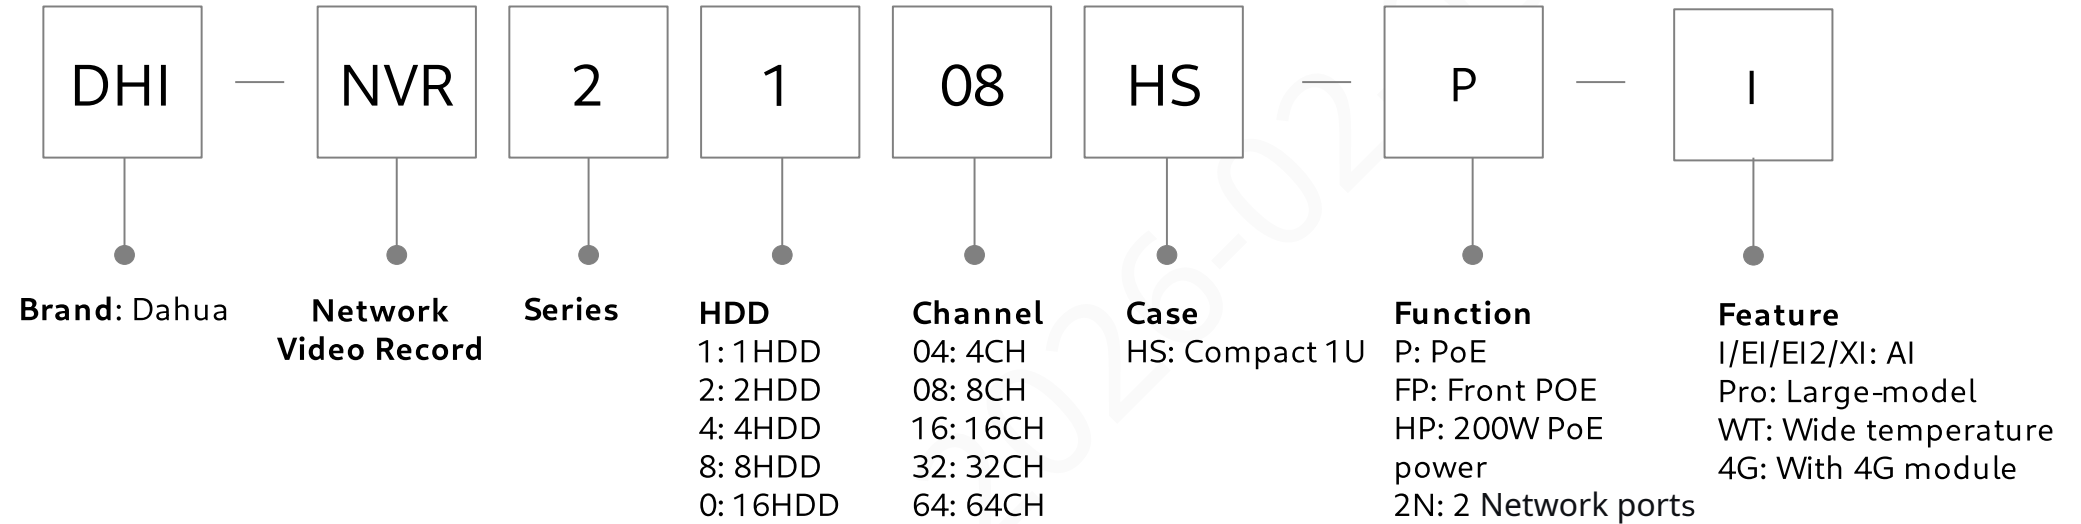 DHI — NVR 2 1 08 HS — P — I
Brand: Dahua
Network
Video Record
Series
HDD
1: 1HDD
2: 2HDD
4: 4HDD
8: 8HDD
0: 16HDD
Channel
04: 4CH
08: 8CH
16: 16CH
32: 32CH
64: 64CH
Case
HS: Compact 1U
Function
P: PoE
FP: Front POE
HP: 200W PoE
power
2N: 2 Network ports
Feature
I/EI/EI2/XI: AI
Pro: Large-model
WT: Wide temperature
4G: With 4G module